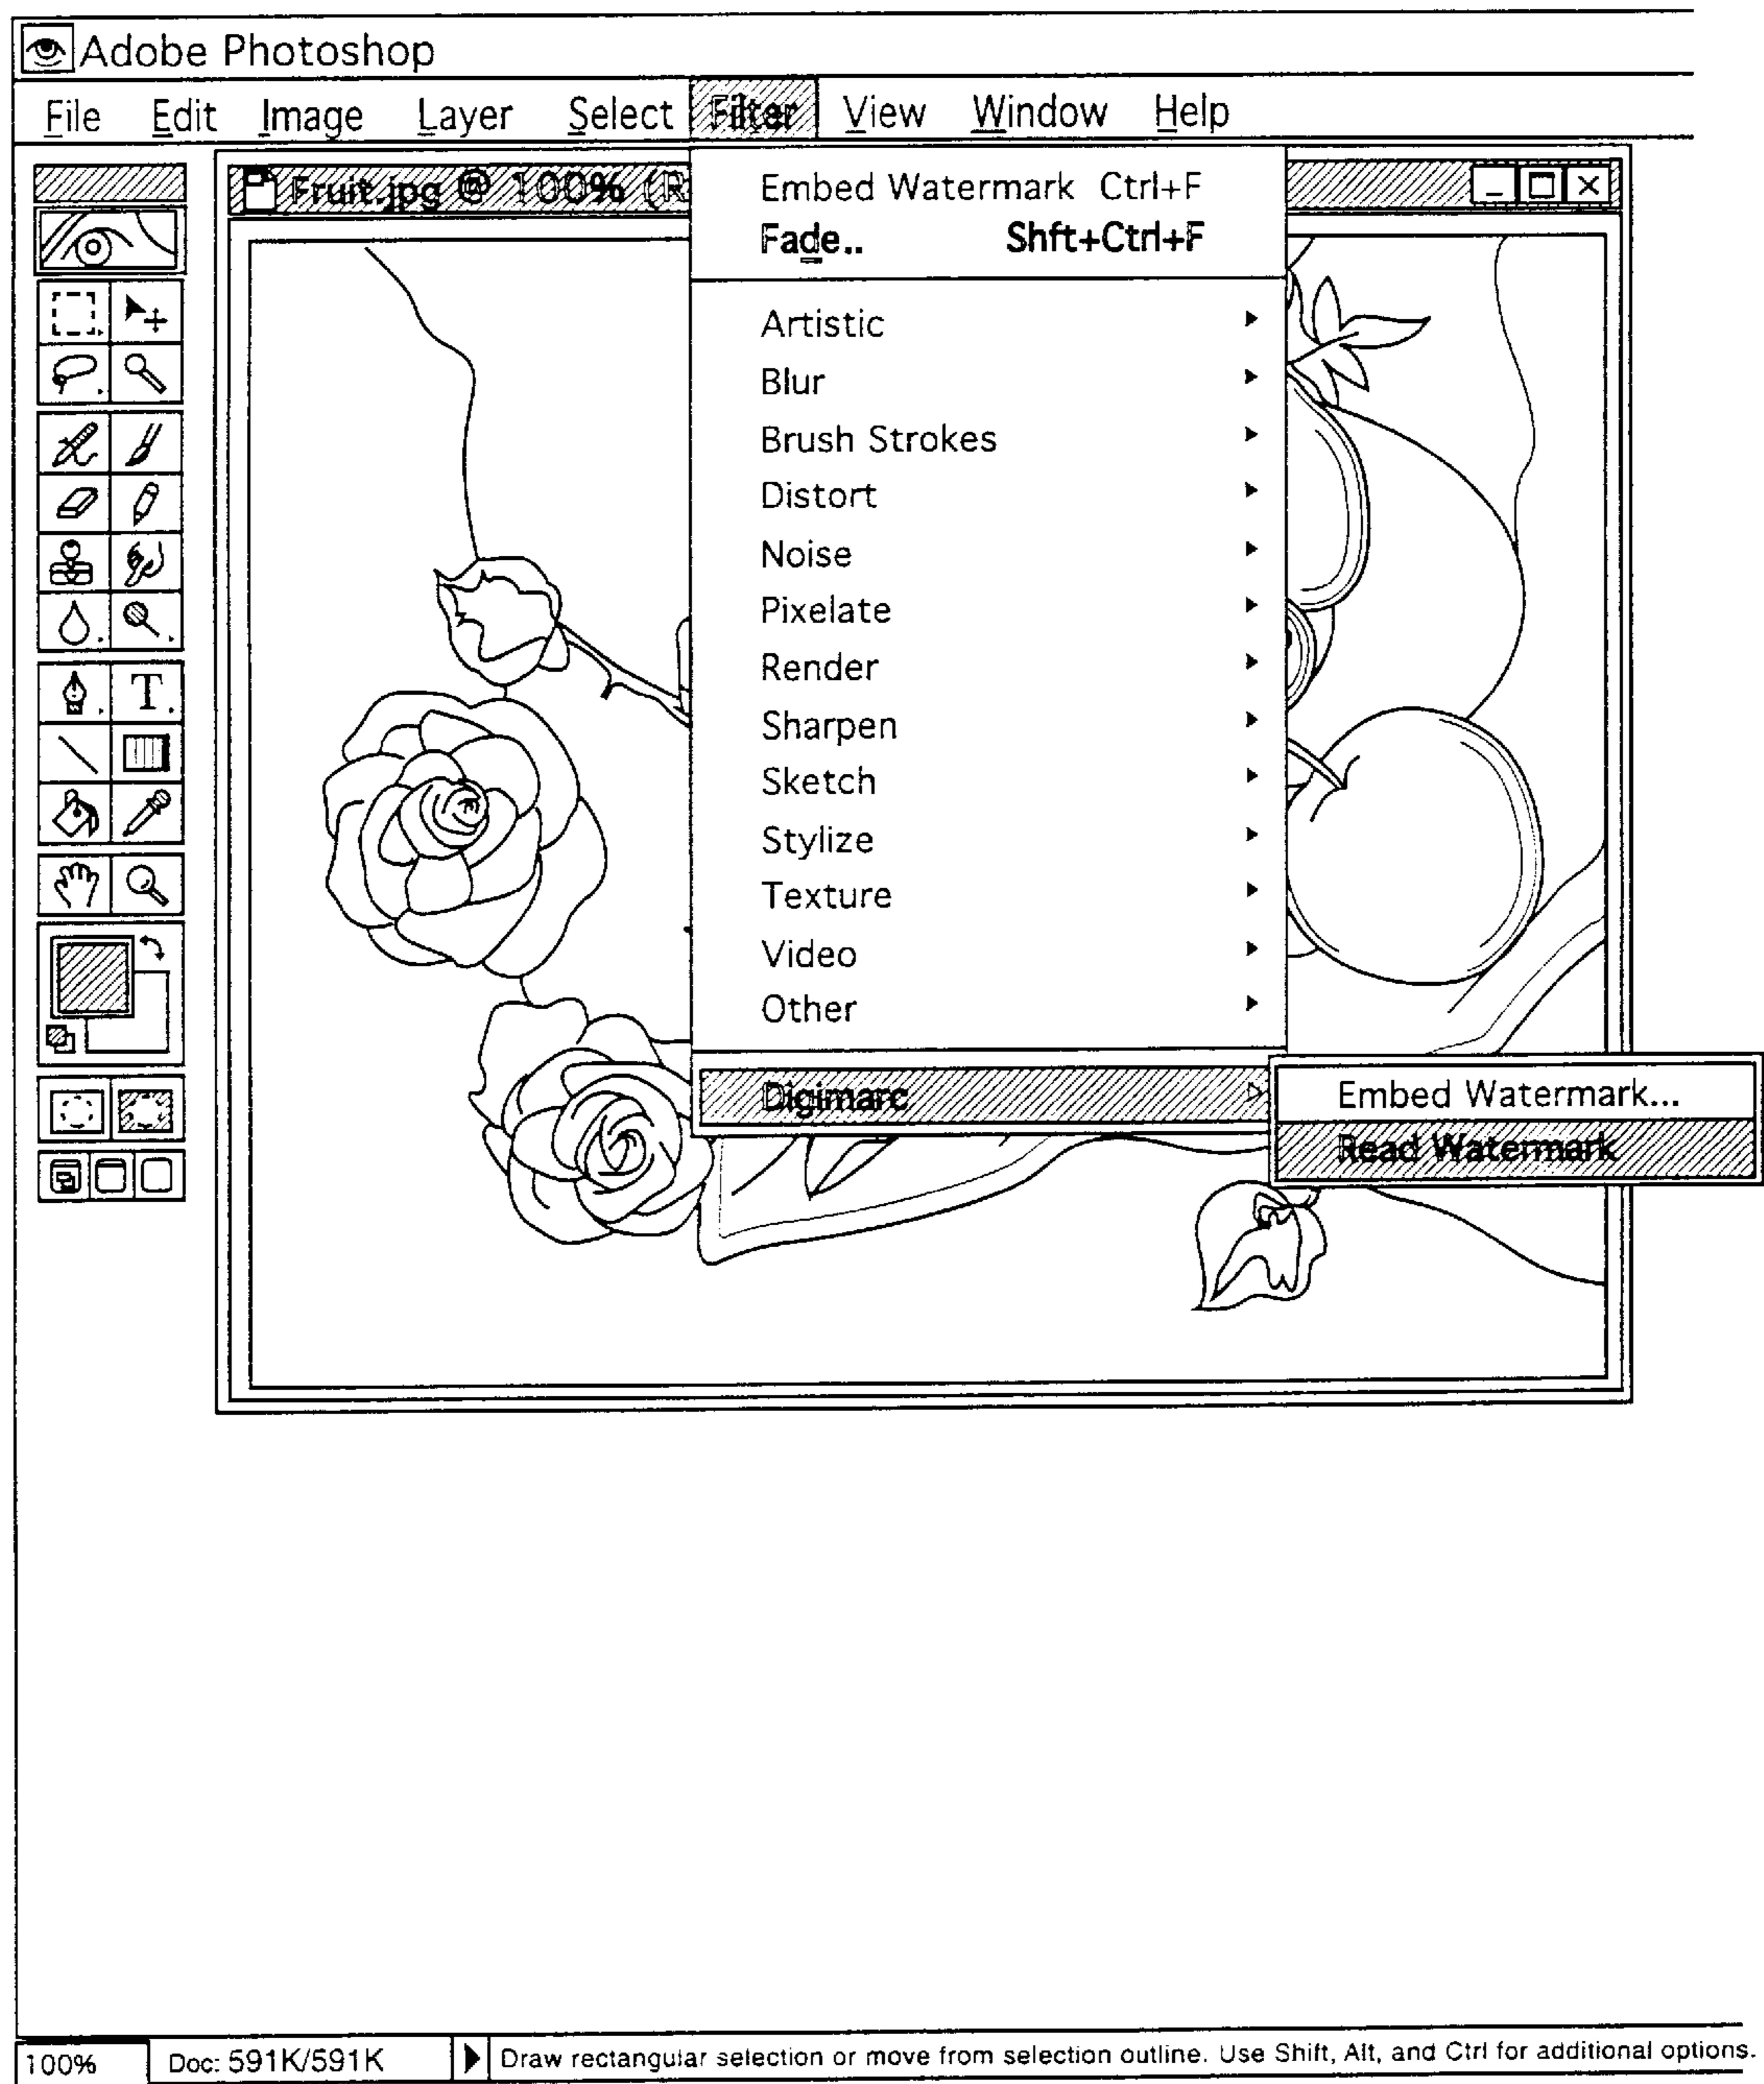 Adobe Photoshop
File Edit Image Layer Select Filter View Window Help
Fruit.jpg @ 100% (R
Embed Watermark Ctrl+F
Fade.. Shft+Ctrl+F
Artistic
Blur
Brush Strokes
Distort
Noise
Pixelate
Render
Sharpen
Sketch
Stylize
Texture
Video
Other
Digimarc
Embed Watermark...
Read Watermark
T
100% Doc: 591K/591K Draw rectangular selection or move from selection outline. Use Shift, Alt, and Ctrl for additional options.